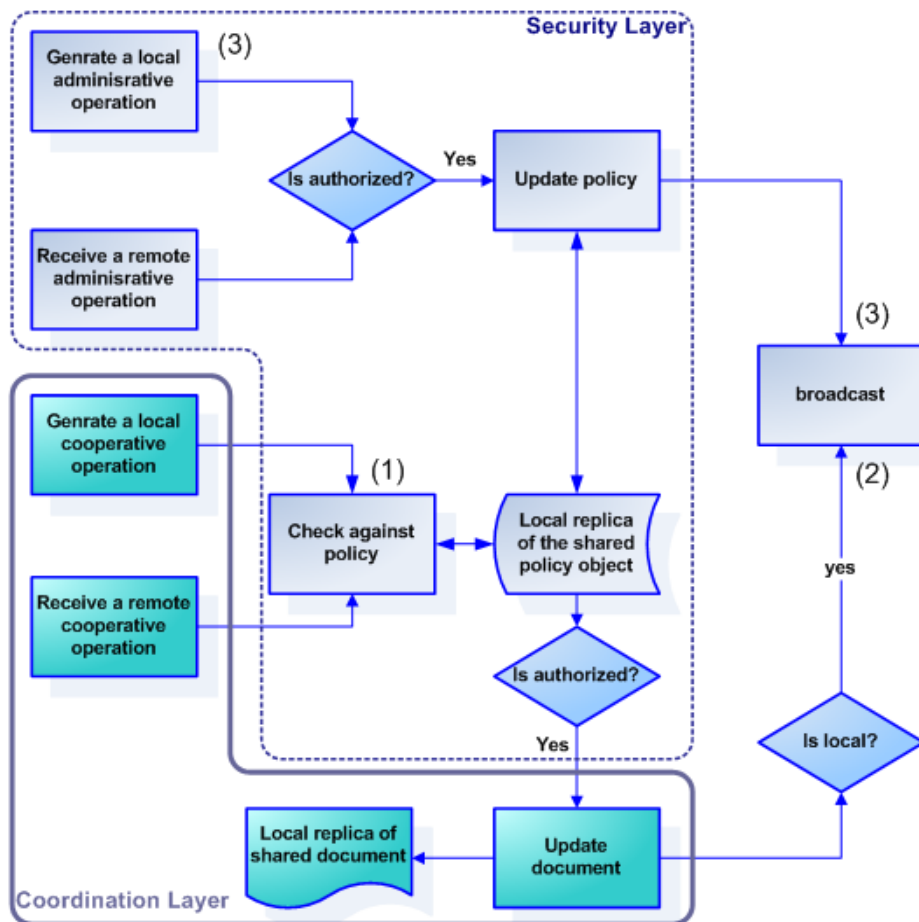 Security Layer
Genrate a local
adminisrative
operation
(3)
Is authorized?
Yes
Update policy
Receive a remote
adminisrative
operation
(3)
broadcast
(2)
Genrate a local
cooperative
operation
(1)
Check against
policy
Local replica
of the shared
policy object
yes
Receive a remote
cooperative
operation
Is authorized?
Yes
Is local?
Local replica of
shared document
Update
document
Coordination Layer